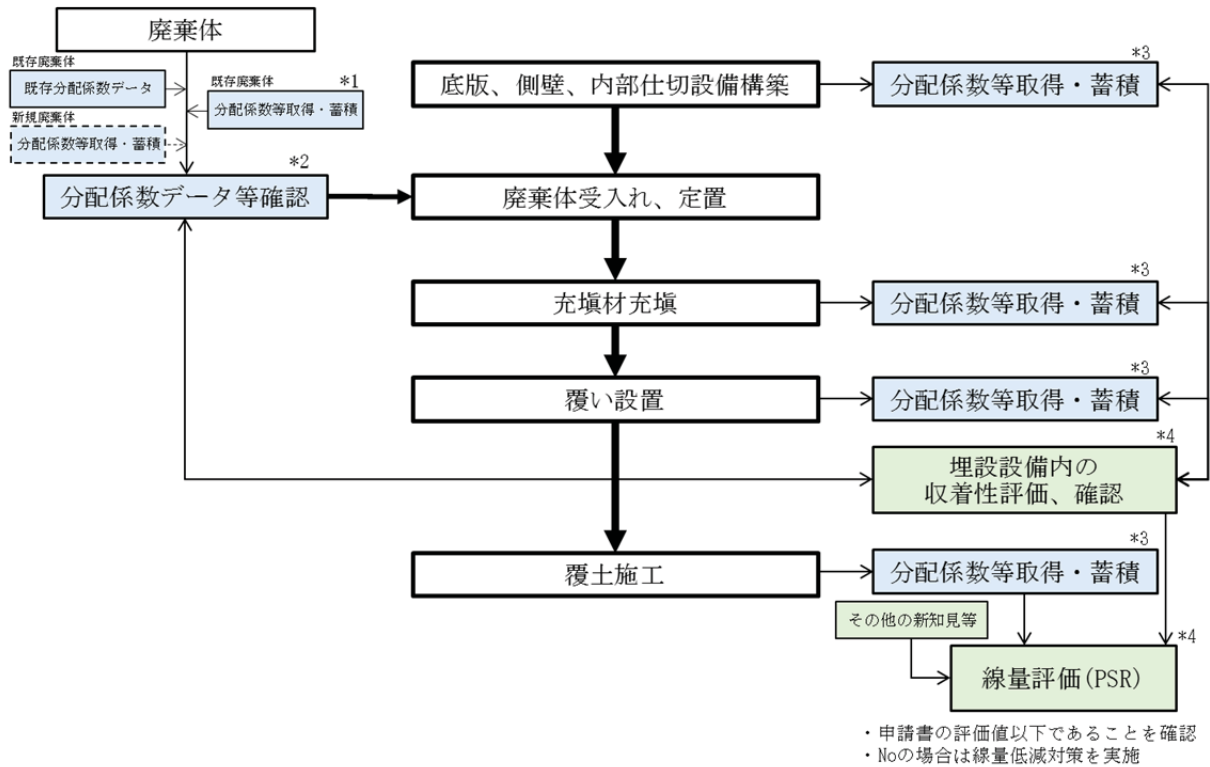 廃棄体
既存廃棄体
既存分配係数データ
既存廃棄体
*1
分配係数等取得・蓄積
新規廃棄体
分配係数等取得・蓄積
*2
分配係数データ等確認
底版、側壁、内部仕切設備構築
*3
分配係数等取得・蓄積
廃棄体受入れ、定置
充塡材充塡
*3
分配係数等取得・蓄積
覆い設置
*3
分配係数等取得・蓄積
*4
埋設設備内の
収着性評価、確認
覆土施工
*3
分配係数等取得・蓄積
その他の新知見等
*4
線量評価(PSR)
・申請書の評価値以下であることを確認
・Noの場合は線量低減対策を実施